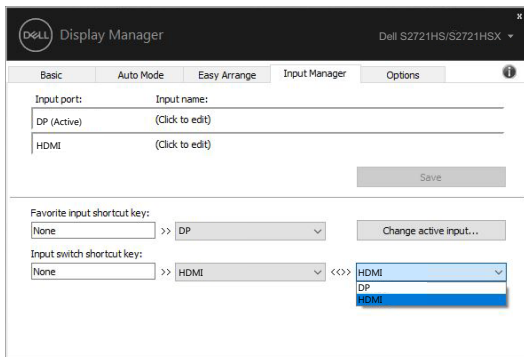 x
DELL Display Manager Dell S2721HS/S2721HSX
Basic Auto Mode Easy Arrange Input Manager Options i
Input port: Input name:
DP (Active) (Click to edit)
HDMI (Click to edit)
Save
Favorite input shortcut key:
None >> DP Change active input...
Input switch shortcut key:
None >> HDMI <<>> HDMI
DP
HDMI